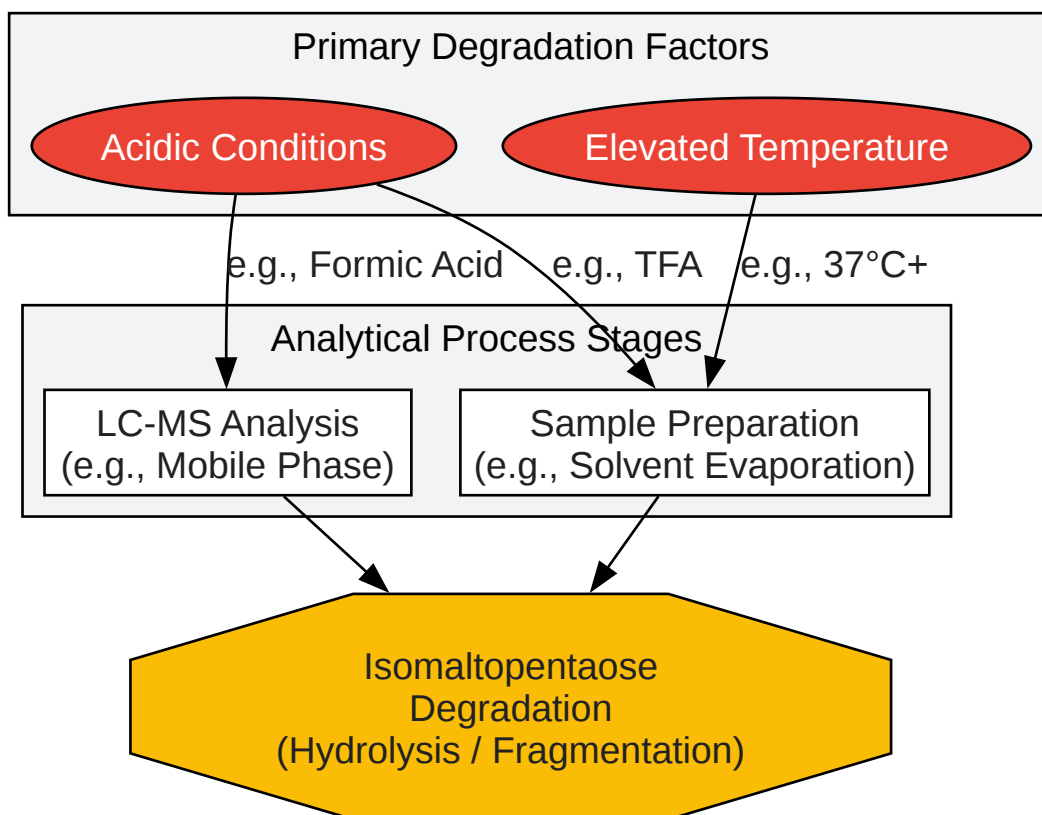 Primary Degradation Factors
Acidic Conditions
Elevated Temperature
e.g., Formic Acid
e.g., TFA
e.g., 37°C+
Analytical Process Stages
LC-MS Analysis
(e.g., Mobile Phase)
Sample Preparation
(e.g., Solvent Evaporation)
Isomaltopentaose
Degradation
(Hydrolysis / Fragmentation)